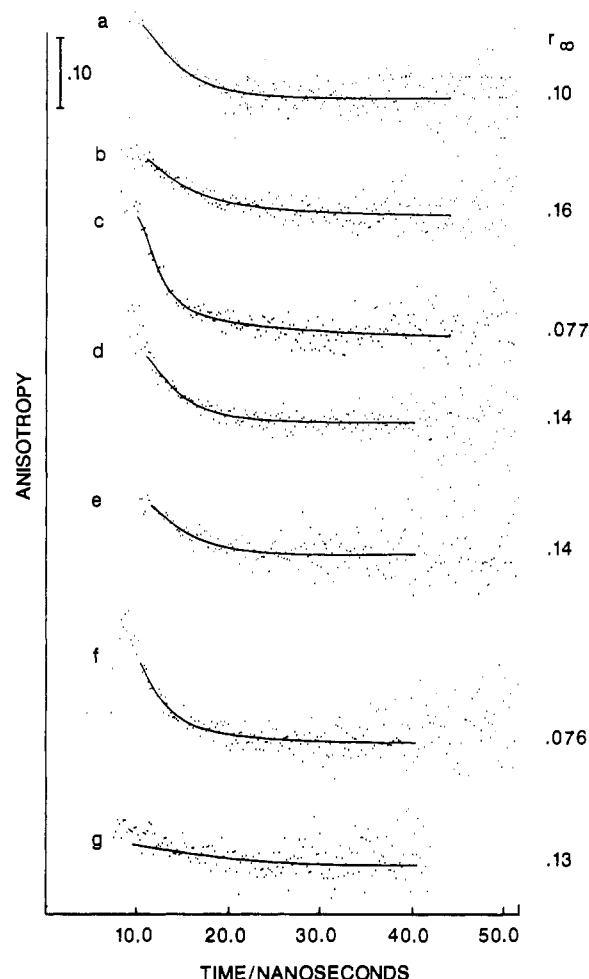 a
r∞
.10
.10
b
.16
c
.077
d
.14
e
.14
f
.076
g
.13
ANISOTROPY
10.0 20.0 30.0 40.0 50.0
TIME/NANOSECONDS